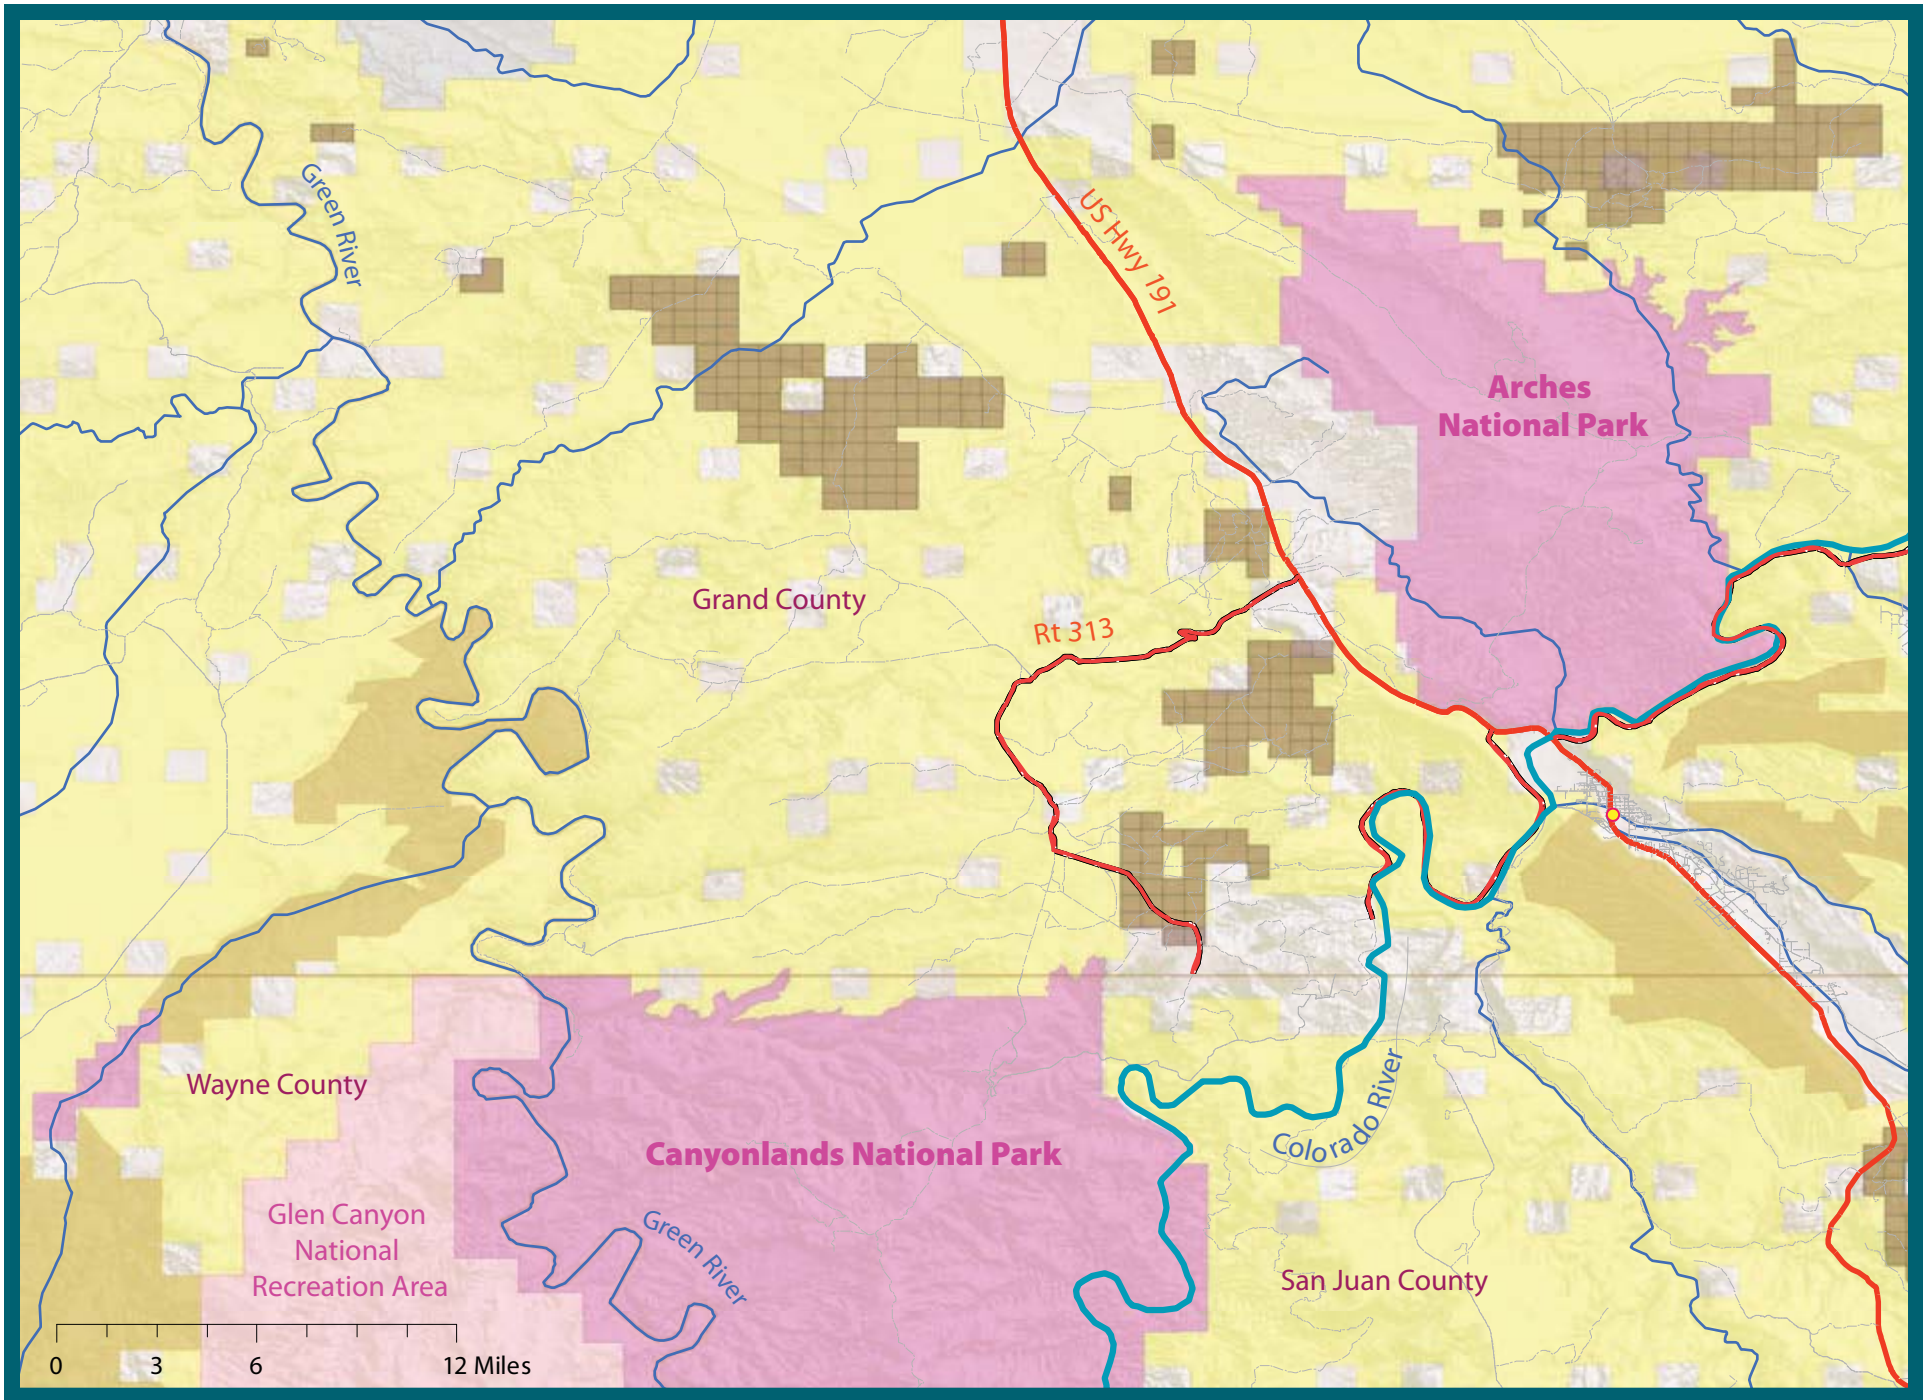 Green River
US Hwy 191
Arches
National Park
Grand County
Rt 313
Wayne County
Canyonlands National Park
Colorado River
Glen Canyon
National
Recreation Area
Green River
San Juan County
0 3 6 12 Miles